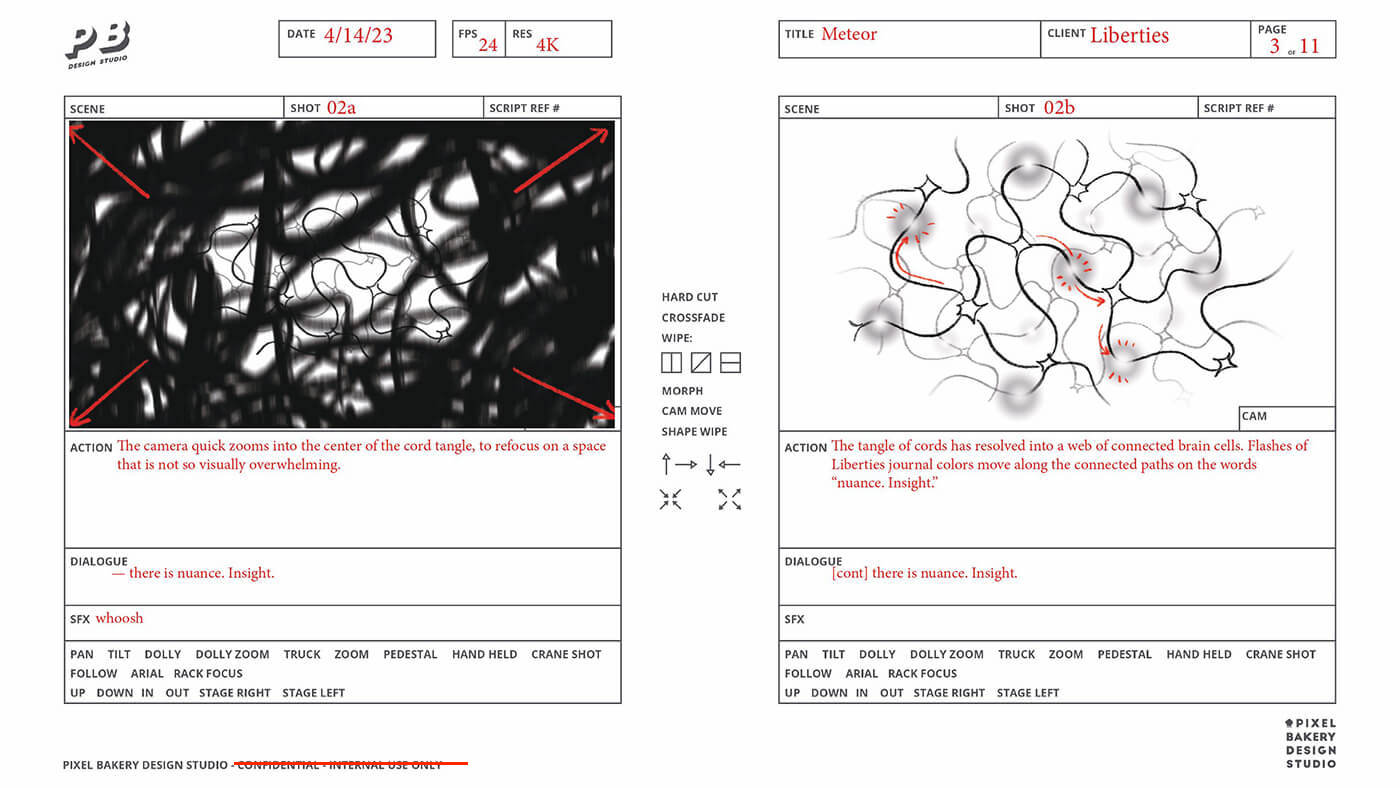 PB
DESIGN STUDIO
DATE 4/14/23
FPS 24
RES 4K
TITLE Meteor
CLIENT Liberties
PAGE 3 OF 11
SCENE
SHOT 02a
SCRIPT REF #
ACTION The camera quick zooms into the center of the cord tangle, to refocus on a space
that is not so visually overwhelming.
DIALOGUE
— there is nuance. Insight.
SFX whoosh
PAN TILT DOLLY DOLLY ZOOM TRUCK ZOOM PEDESTAL HAND HELD CRANE SHOT
FOLLOW ARIAL RACK FOCUS
UP DOWN IN OUT STAGE RIGHT STAGE LEFT
HARD CUT
CROSSFADE
WIPE:
MORPH
CAM MOVE
SHAPE WIPE
SCENE
SHOT 02b
SCRIPT REF #
CAM
ACTION The tangle of cords has resolved into a web of connected brain cells. Flashes of
Liberties journal colors move along the connected paths on the words
“nuance. Insight.”
DIALOGUE
[cont] there is nuance. Insight.
SFX
PAN TILT DOLLY DOLLY ZOOM TRUCK ZOOM PEDESTAL HAND HELD CRANE SHOT
FOLLOW ARIAL RACK FOCUS
UP DOWN IN OUT STAGE RIGHT STAGE LEFT
PIXEL BAKERY DESIGN STUDIO - CONFIDENTIAL - INTERNAL USE ONLY
PIXEL
BAKERY
DESIGN
STUDIO